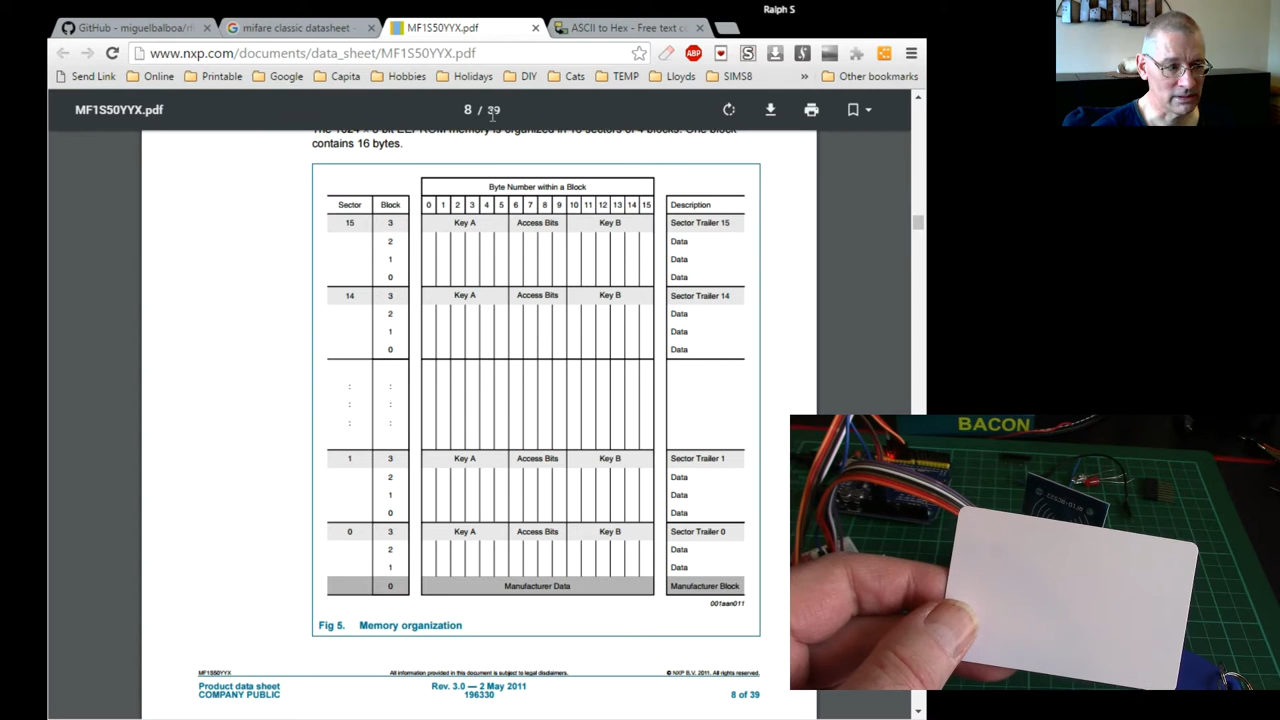 Ralph S
GitHub - miguelbalboa/rf
mifare classic datasheet -
MF1S50YYX.pdf
ASCII to Hex - Free text c
www.nxp.com/documents/data_sheet/MF1S50YYX.pdf
Send Link Online Printable Google Capita Hobbies Holidays DIY Cats TEMP Lloyds SIMS8 » Other bookmarks
MF1S50YYX.pdf 8 / 39
contains 16 bytes.
Byte Number within a Block
Sector Block 0 1 2 3 4 5 6 7 8 9 10 11 12 13 14 15 Description
15 3 Key A Access Bits Key B Sector Trailer 15
2 Data
1 Data
0 Data
14 3 Key A Access Bits Key B Sector Trailer 14
2 Data
1 Data
0 Data
: :
: :
: :
1 3 Key A Access Bits Key B Sector Trailer 1
2 Data
1 Data
0 Data
0 3 Key A Access Bits Key B Sector Trailer 0
2 Data
1 Data
0 Manufacturer Data Manufacturer Block
001aan011
Fig 5. Memory organization
MF1S50YYX All information provided in this document is subject to legal disclaimers. © NXP B.V. 2011. All rights reserved.
Product data sheet Rev. 3.0 — 2 May 2011
COMPANY PUBLIC 196330 8 of 39
BACON
RFID-RC522